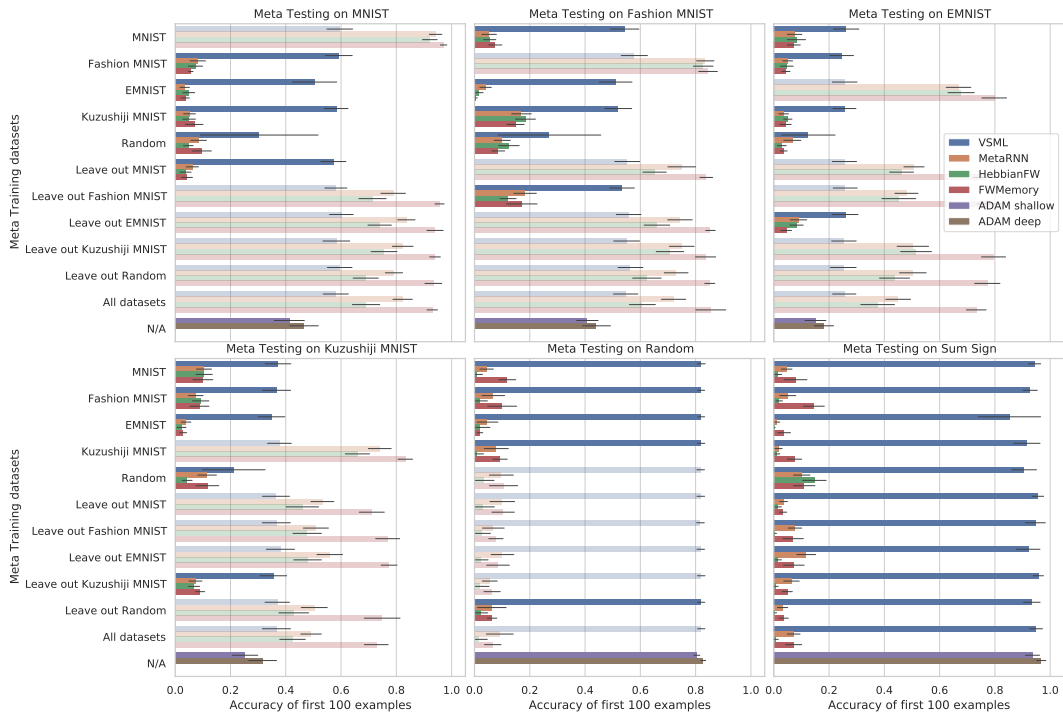 Meta Testing on MNIST
Meta Testing on Fashion MNIST
Meta Testing on EMNIST
Meta Training datasets
MNIST
Fashion MNIST
EMNIST
Kuzushiji MNIST
Random
Leave out MNIST
Leave out Fashion MNIST
Leave out EMNIST
Leave out Kuzushiji MNIST
Leave out Random
All datasets
N/A
VSML
MetaRNN
HebbianFW
FWMemory
ADAM shallow
ADAM deep
Meta Testing on Kuzushiji MNIST
Meta Testing on Random
Meta Testing on Sum Sign
Meta Training datasets
MNIST
Fashion MNIST
EMNIST
Kuzushiji MNIST
Random
Leave out MNIST
Leave out Fashion MNIST
Leave out EMNIST
Leave out Kuzushiji MNIST
Leave out Random
All datasets
N/A
0.0 0.2 0.4 0.6 0.8 1.0
0.0 0.2 0.4 0.6 0.8 1.0
0.0 0.2 0.4 0.6 0.8 1.0
Accuracy of first 100 examples
Accuracy of first 100 examples
Accuracy of first 100 examples